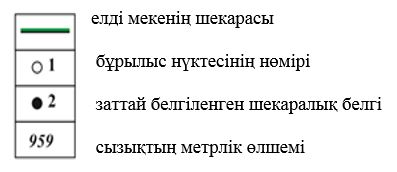 елді мекенің шекарасы
1 бұрылыс нүктесінің нөмірі
2 заттай белгіленген шекаралық белгі
959 сызықтың метрлік өлшемі